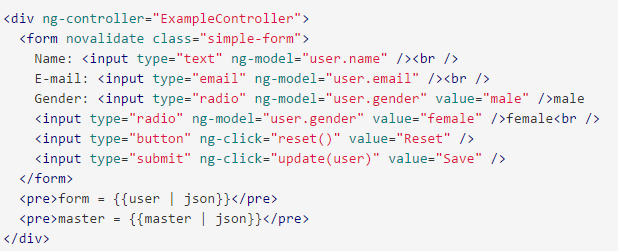 <div ng-controller="ExampleController">
  <form novalidate class="simple-form">
    Name: <input type="text" ng-model="user.name" /><br />
    E-mail: <input type="email" ng-model="user.email" /><br />
    Gender: <input type="radio" ng-model="user.gender" value="male" />male
    <input type="radio" ng-model="user.gender" value="female" />female<br />
    <input type="button" ng-click="reset()" value="Reset" />
    <input type="submit" ng-click="update(user)" value="Save" />
  </form>
  <pre>form = {{user | json}}</pre>
  <pre>master = {{master | json}}</pre>
</div>